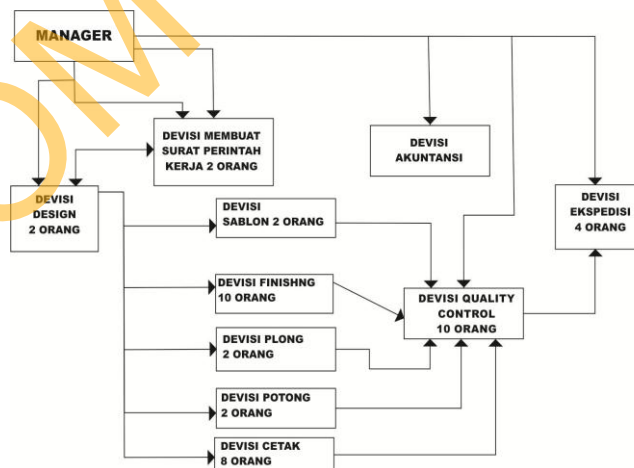 MANAGER
DEVISI MEMBUAT
SURAT PERINTAH
KERJA 2 ORANG
DEVISI
AKUNTANSI
DEVISI
DESIGN
2 ORANG
DEVISI
SABLON 2 ORANG
DEVISI
EKSPEDISI
4 ORANG
DEVISI FINISHNG
10 ORANG
DEVISI QUALITY
CONTROL
10 ORANG
DEVISI PLONG
2 ORANG
DEVISI POTONG
2 ORANG
DEVISI CETAK
8 ORANG
OM